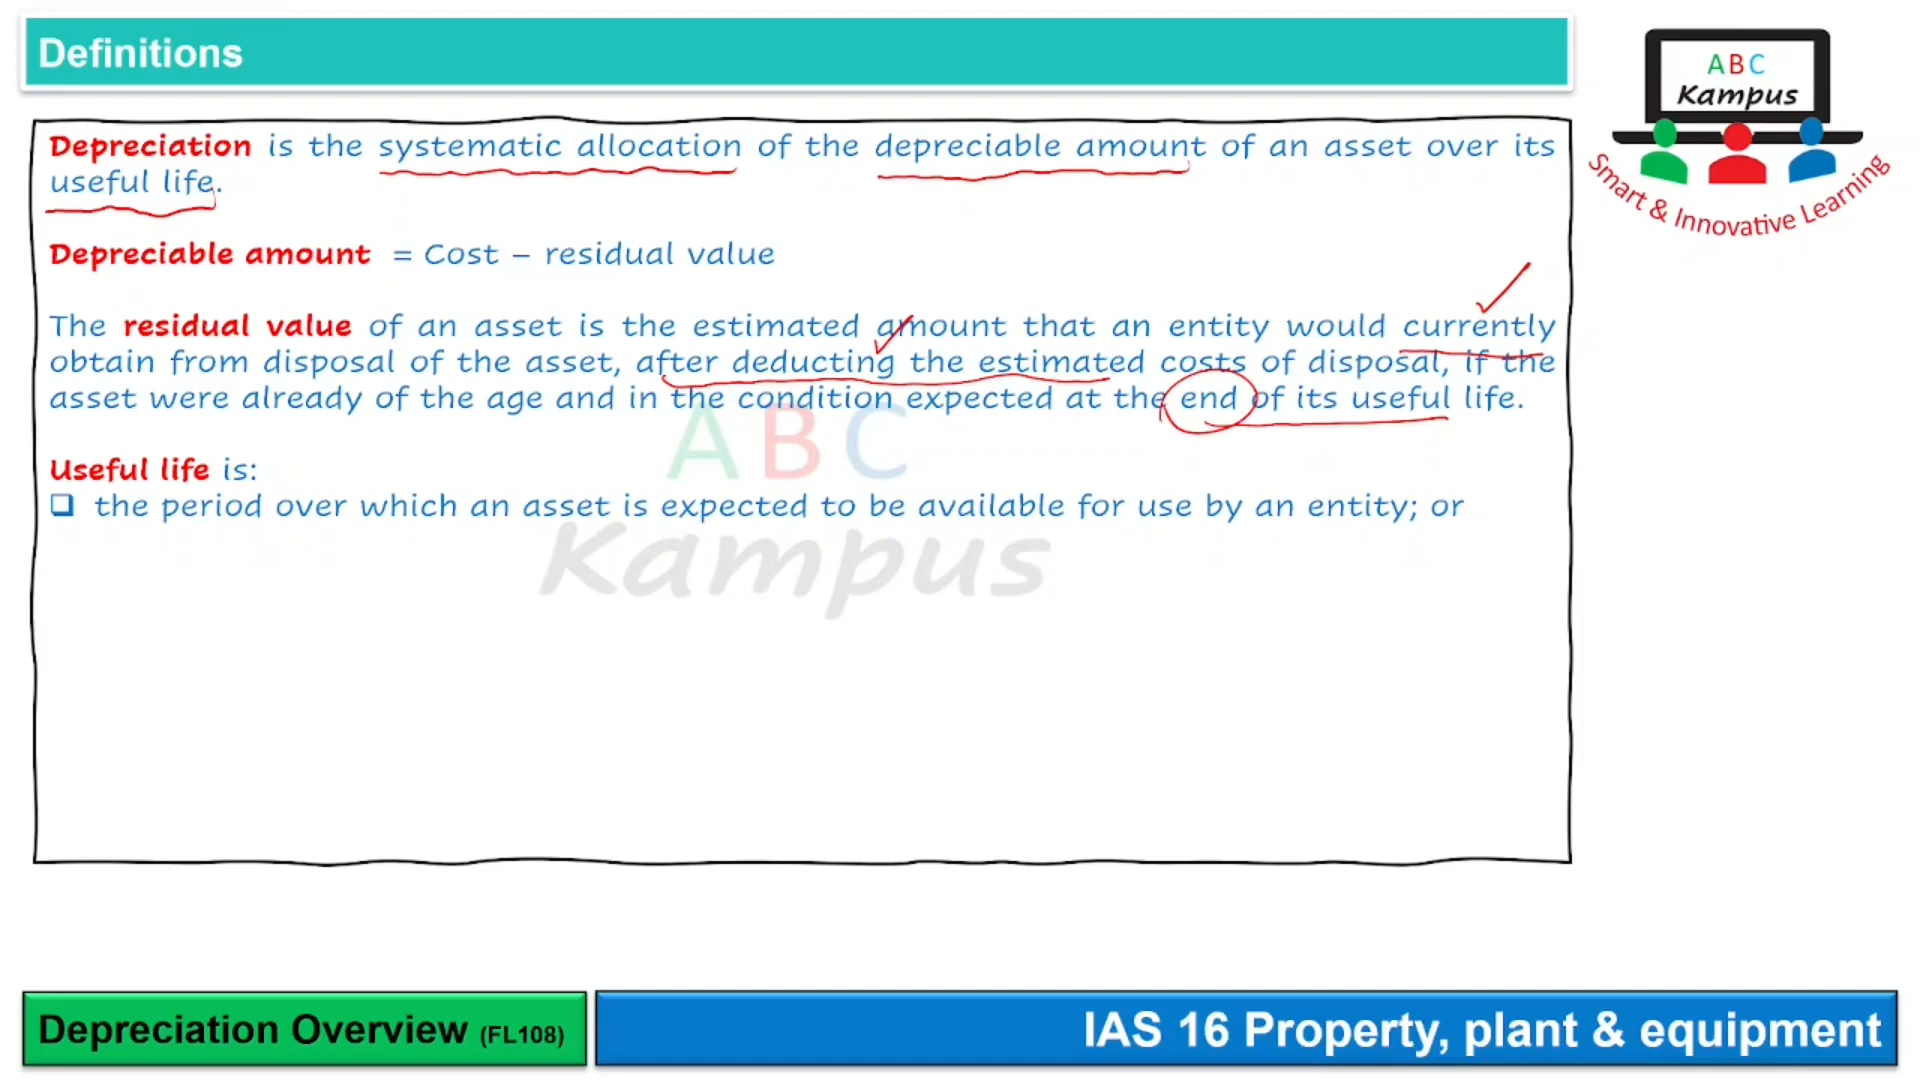 Definitions
ABC
Kampus
Smart & Innovative Learning
Depreciation is the systematic allocation of the depreciable amount of an asset over its
useful life.
Depreciable amount = Cost – residual value
The residual value of an asset is the estimated amount that an entity would currently
obtain from disposal of the asset, after deducting the estimated costs of disposal, if the
asset were already of the age and in the condition expected at the end of its useful life.
ABC
Kampus
Useful life is:
❑ the period over which an asset is expected to be available for use by an entity; or
Depreciation Overview (FL108)
IAS 16 Property, plant & equipment